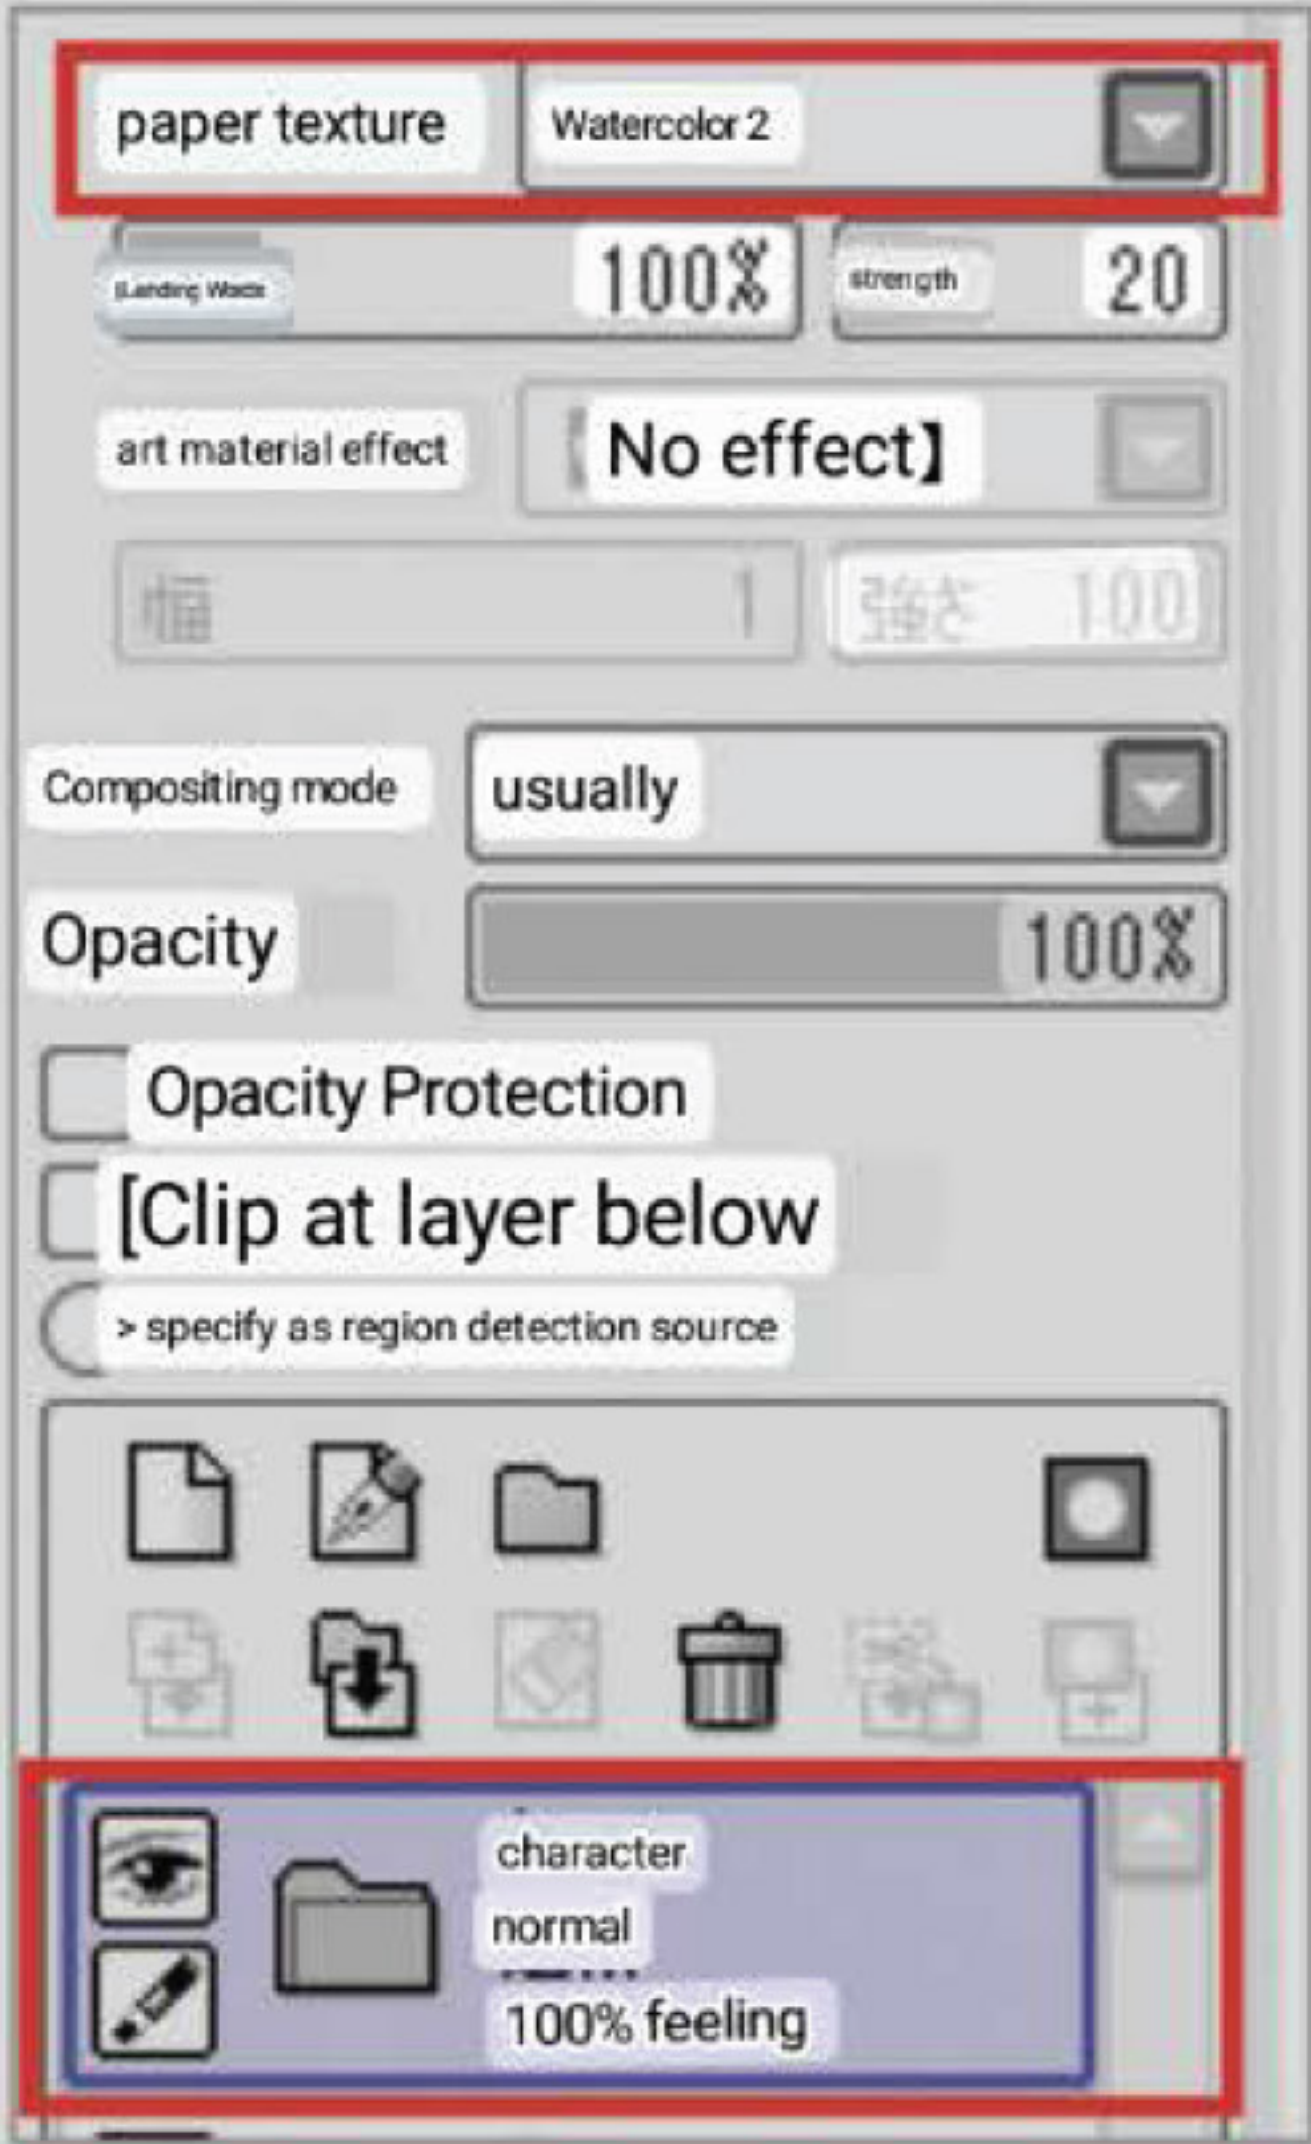 paper texture Watercolor 2
100% strength 20
art material effect No effect】
幅 1 強さ 100
Compositing mode usually
Opacity 100%
Opacity Protection
[Clip at layer below
> specify as region detection source
character
normal
100% feeling